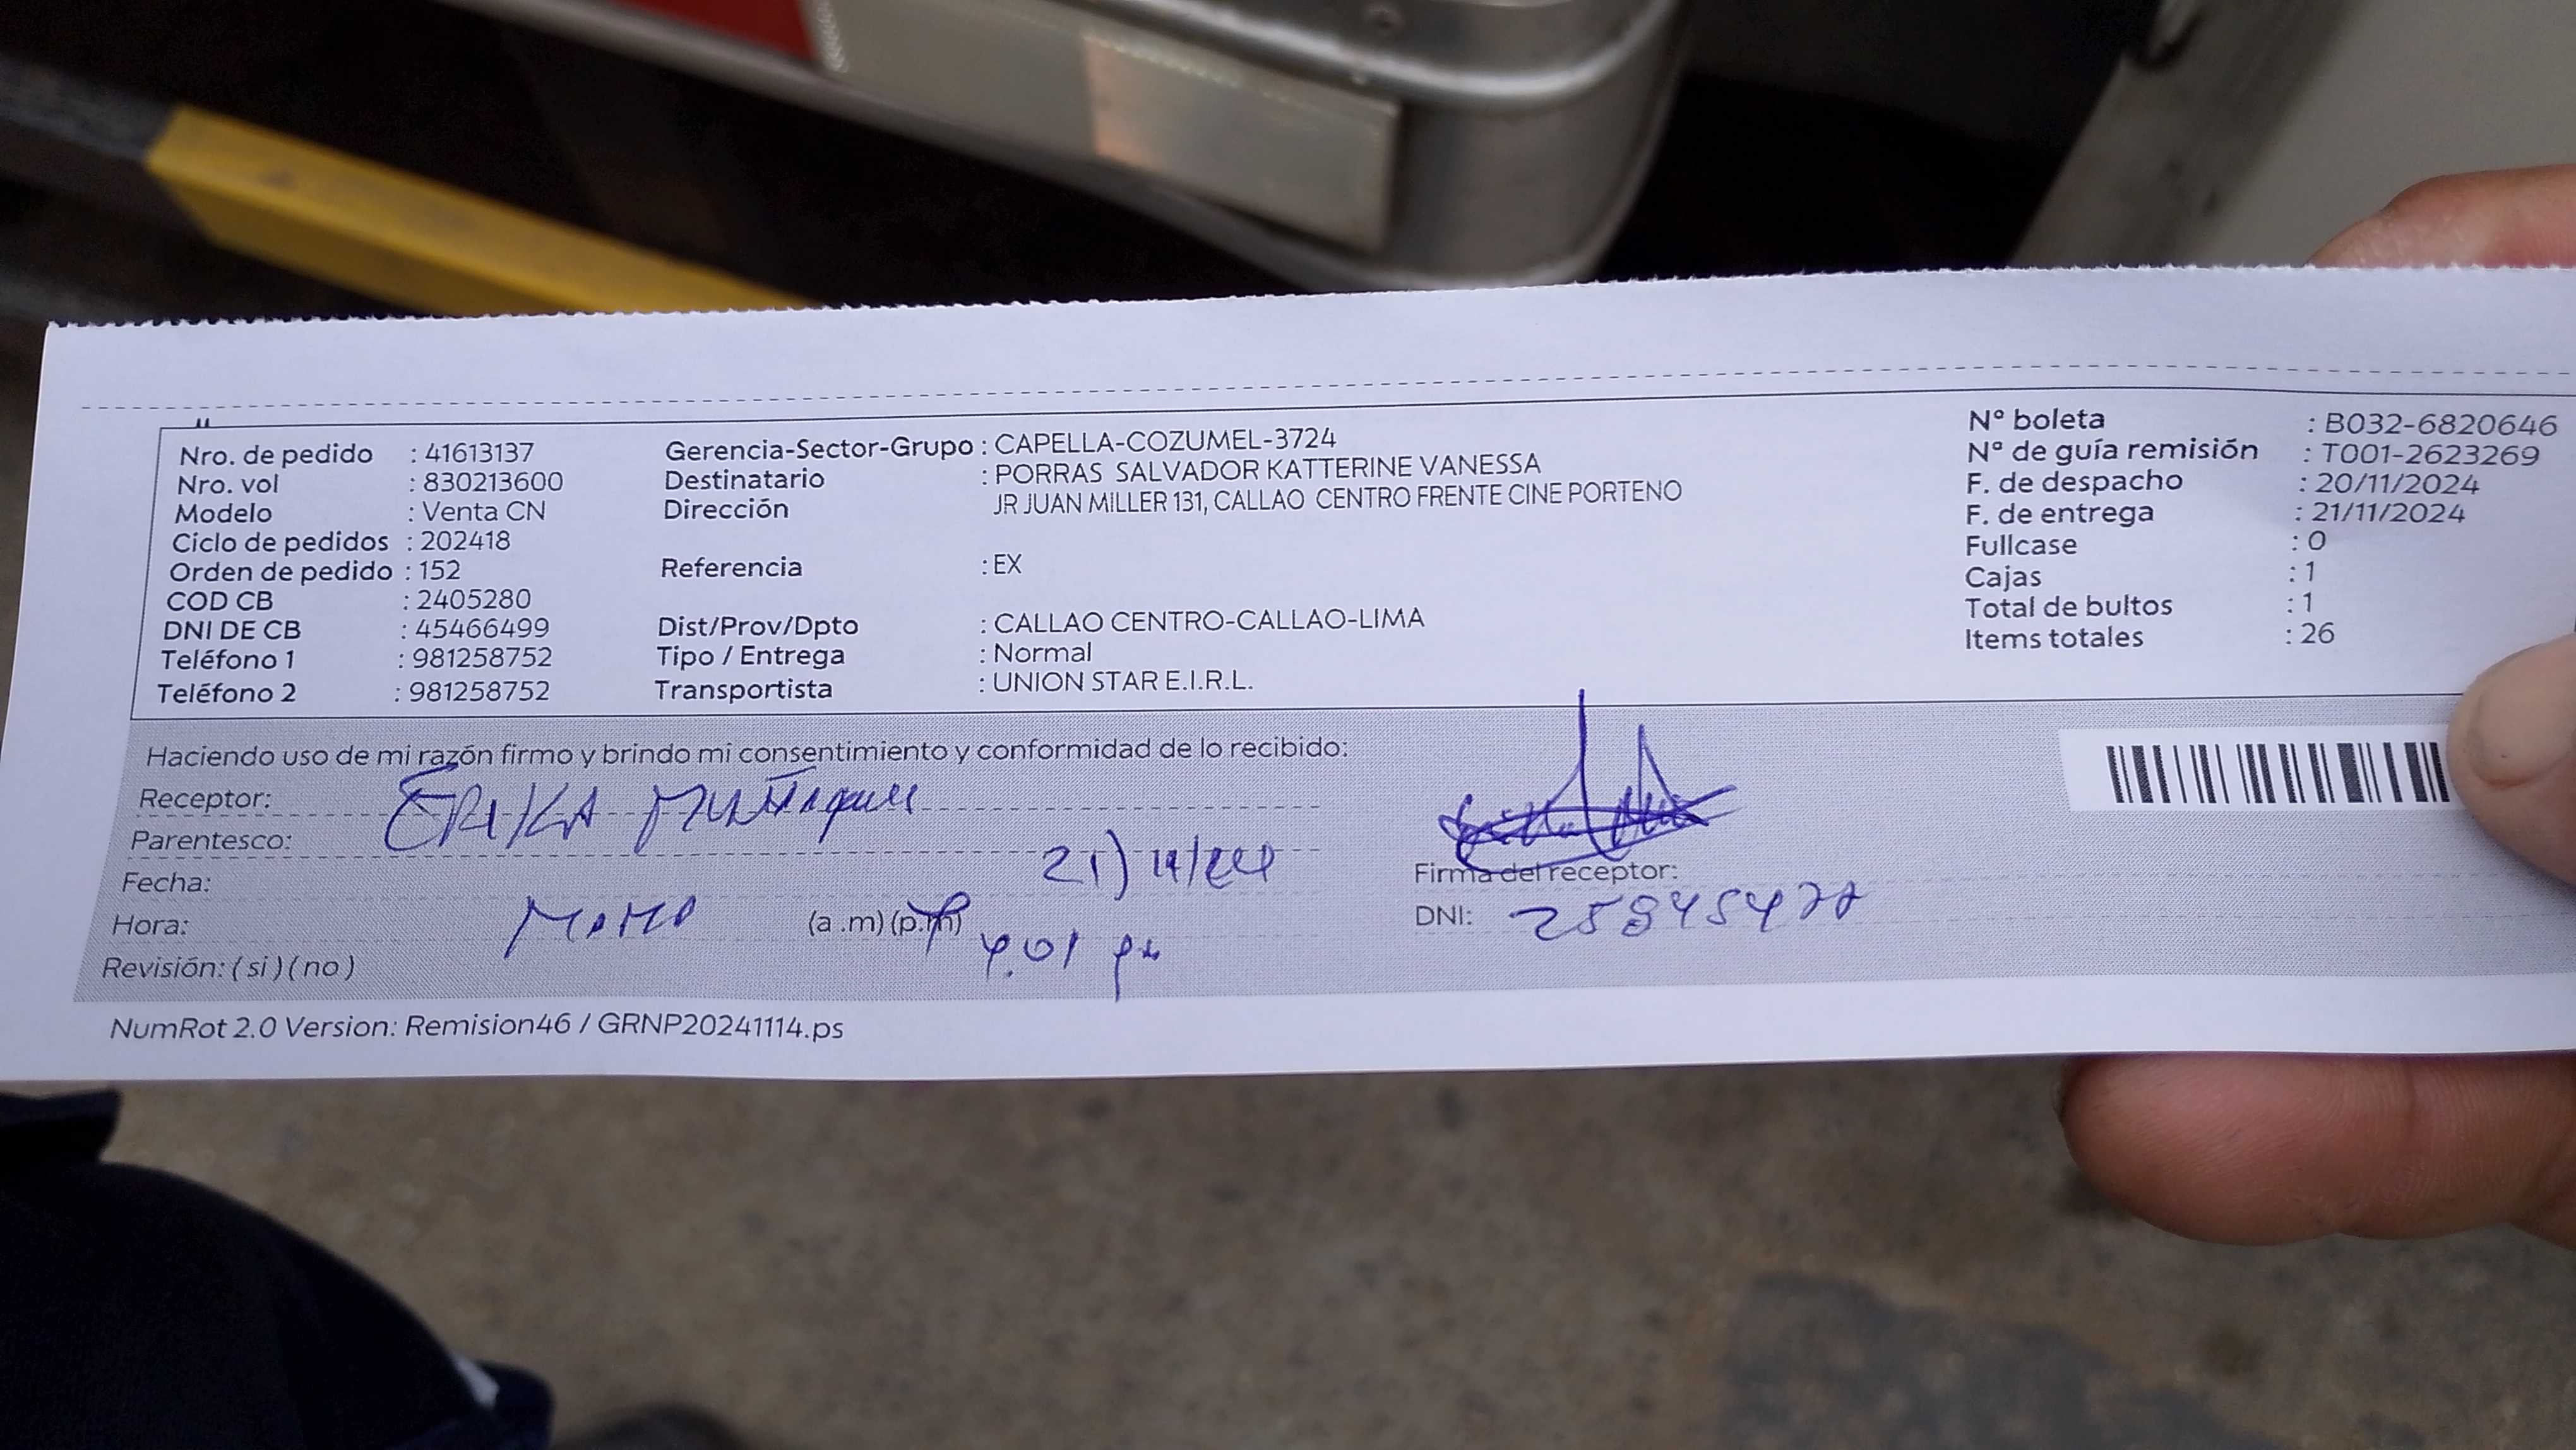 Nro. de pedido : 41613137
Nro. vol : 830213600
Modelo : Venta CN
Ciclo de pedidos : 202418
Orden de pedido : 152
COD CB : 2405280
DNI DE CB : 45466499
Teléfono 1 : 981258752
Teléfono 2 : 981258752
Gerencia-Sector-Grupo : CAPELLA-COZUMEL-3724
Destinatario : PORRAS SALVADOR KATTERINE VANESSA
Dirección JR JUAN MILLER 131, CALLAO CENTRO FRENTE CINE PORTENO
Referencia : EX
Dist/Prov/Dpto : CALLAO CENTRO-CALLAO-LIMA
Tipo / Entrega : Normal
Transportista : UNION STAR E.I.R.L.
Nº boleta : B032-6820646
Nº de guía remisión : T001-2623269
F. de despacho : 20/11/2024
F. de entrega : 21/11/2024
Fullcase : 0
Cajas : 1
Total de bultos : 1
Items totales : 26
Haciendo uso de mi razón firmo y brindo mi consentimiento y conformidad de lo recibido:
Receptor: ERIKA
Parentesco:
Fecha:
Hora: (a .m) (p.m) 4.01 pm
Revisión: ( si ) ( no )
Firma del receptor:
DNI:
NumRot 2.0 Version: Remision46 / GRNP20241114.ps